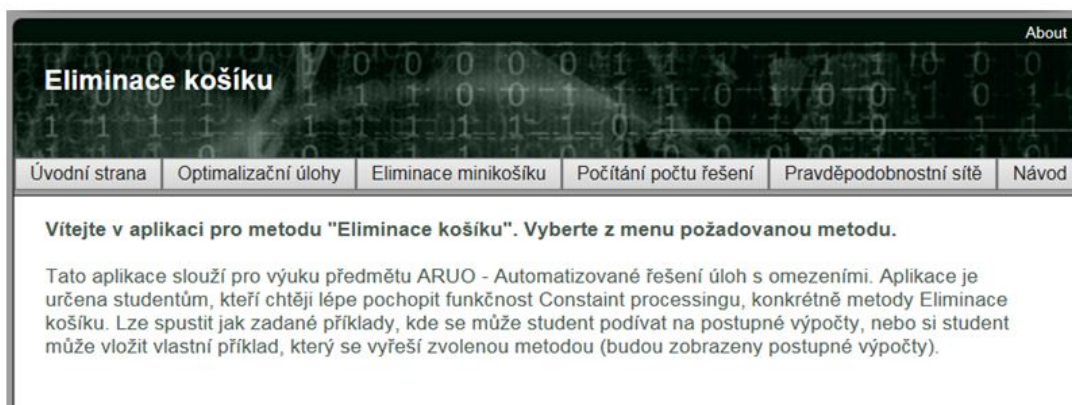 About
Eliminace košíku
Úvodní strana Optimalizační úlohy Eliminace minikošíku Počítání počtu řešení Pravděpodobnostní sítě Návod
Vítejte v aplikaci pro metodu "Eliminace košíku". Vyberte z menu požadovanou metodu.
Tato aplikace slouží pro výuku předmětu ARUO - Automatizované řešení úloh s omezeními. Aplikace je
určena studentům, kteří chtěji lépe pochopit funkčnost Constaint processingu, konkrétně metody Eliminace
košíku. Lze spustit jak zadané příklady, kde se může student podívat na postupné výpočty, nebo si student
může vložit vlastní příklad, který se vyřeší zvolenou metodou (budou zobrazeny postupné výpočty).